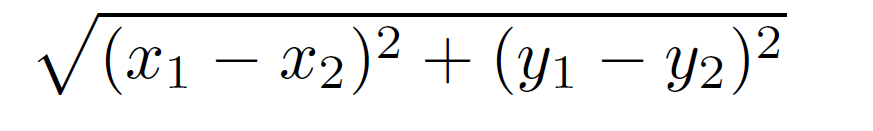 √(x₁ − x₂)² + (y₁ − y₂)²